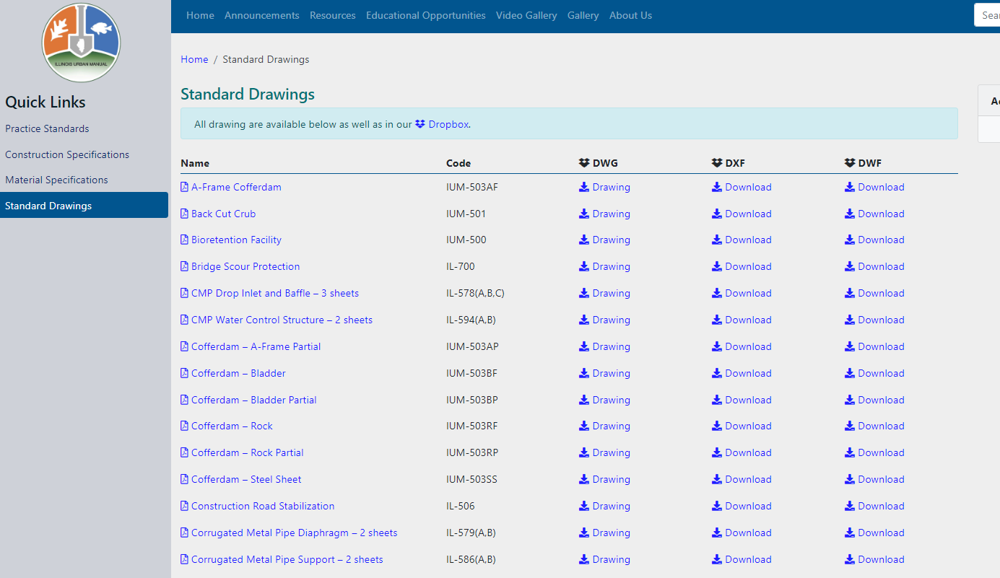 ILLINOIS URBAN MANUAL
Quick Links
Practice Standards
Construction Specifications
Material Specifications
Standard Drawings
Home Announcements Resources Educational Opportunities Video Gallery Gallery About Us
Home / Standard Drawings
Standard Drawings
All drawing are available below as well as in our Dropbox.
Name Code DWG DXF DWF
A-Frame Cofferdam IUM-503AF Drawing Download Download
Back Cut Crub IUM-501 Drawing Download Download
Bioretention Facility IUM-500 Drawing Download Download
Bridge Scour Protection IL-700 Drawing Download Download
CMP Drop Inlet and Baffle – 3 sheets IL-578(A,B,C) Drawing Download Download
CMP Water Control Structure – 2 sheets IL-594(A,B) Drawing Download Download
Cofferdam – A-Frame Partial IUM-503AP Drawing Download Download
Cofferdam – Bladder IUM-503BF Drawing Download Download
Cofferdam – Bladder Partial IUM-503BP Drawing Download Download
Cofferdam – Rock IUM-503RF Drawing Download Download
Cofferdam – Rock Partial IUM-503RP Drawing Download Download
Cofferdam – Steel Sheet IUM-503SS Drawing Download Download
Construction Road Stabilization IL-506 Drawing Download Download
Corrugated Metal Pipe Diaphragm – 2 sheets IL-579(A,B) Drawing Download Download
Corrugated Metal Pipe Support – 2 sheets IL-586(A,B) Drawing Download Download